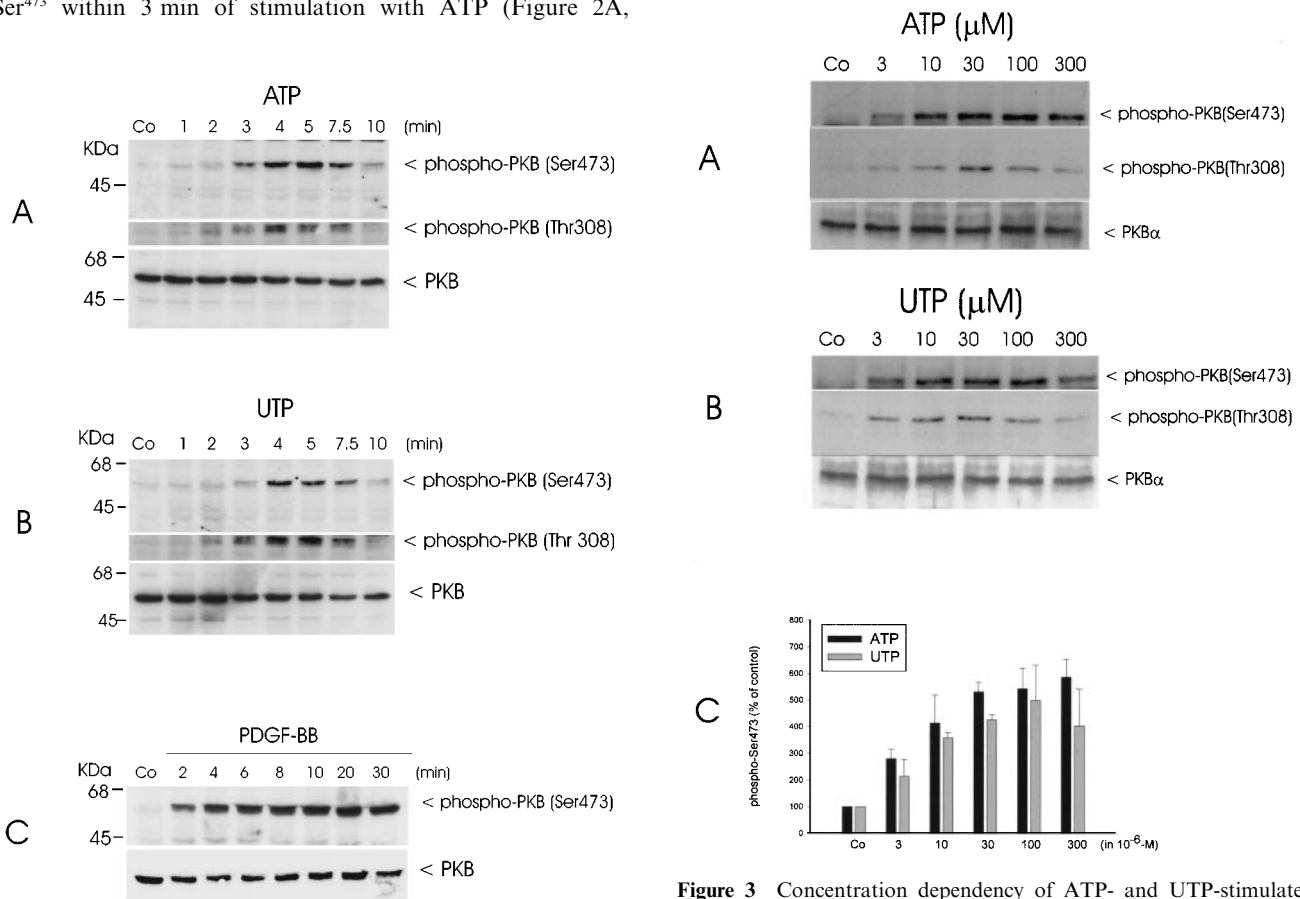 Ser⁴⁷³ within 3 min of stimulation with ATP (Figure 2A,
ATP
Co 1 2 3 4 5 7.5 10 (min)
KDa
< phospho-PKB (Ser473)
45 –
A
< phospho-PKB (Thr308)
68 –
< PKB
45 –
UTP
KDa Co 1 2 3 4 5 7.5 10 (min)
68 –
< phospho-PKB (Ser473)
45 –
B
< phospho-PKB (Thr 308)
68 –
< PKB
45 –
PDGF-BB
KDa Co 2 4 6 8 10 20 30 (min)
68 –
< phospho-PKB (Ser473)
C
45 –
< PKB
ATP (µM)
Co 3 10 30 100 300
< phospho-PKB(Ser473)
A
< phospho-PKB(Thr308)
< PKBα
UTP (µM)
Co 3 10 30 100 300
< phospho-PKB(Ser473)
B
< phospho-PKB(Thr308)
< PKBα
C
phospho-Ser473 (% of control)
800
700
600
500
400
300
200
100
0
ATP
UTP
Co 3 10 30 100 300 (in 10⁻⁶-M)
Figure 3 Concentration dependency of ATP- and UTP-stimulate